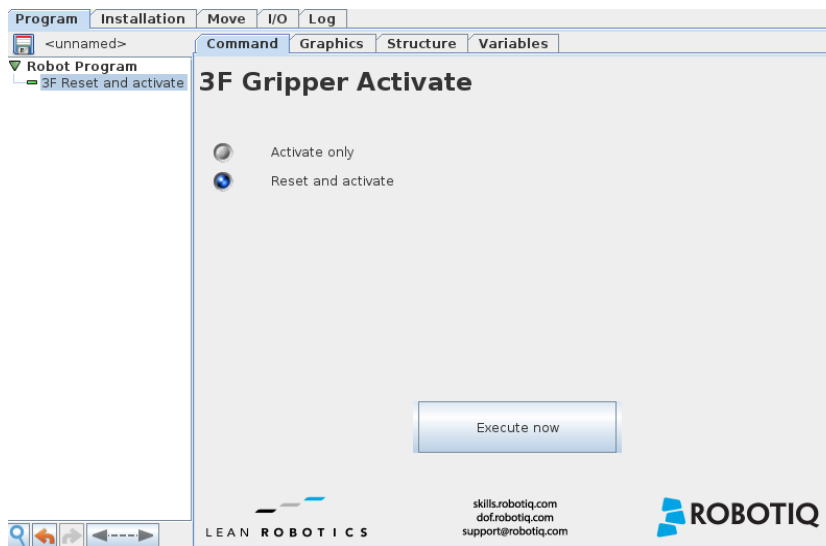 Program Installation Move I/O Log
<unnamed>
Command Graphics Structure Variables
Robot Program
3F Reset and activate
3F Gripper Activate
Activate only
Reset and activate
Execute now
LEAN ROBOTICS
skills.robotiq.com
dof.robotiq.com
support@robotiq.com
ROBOTIQ